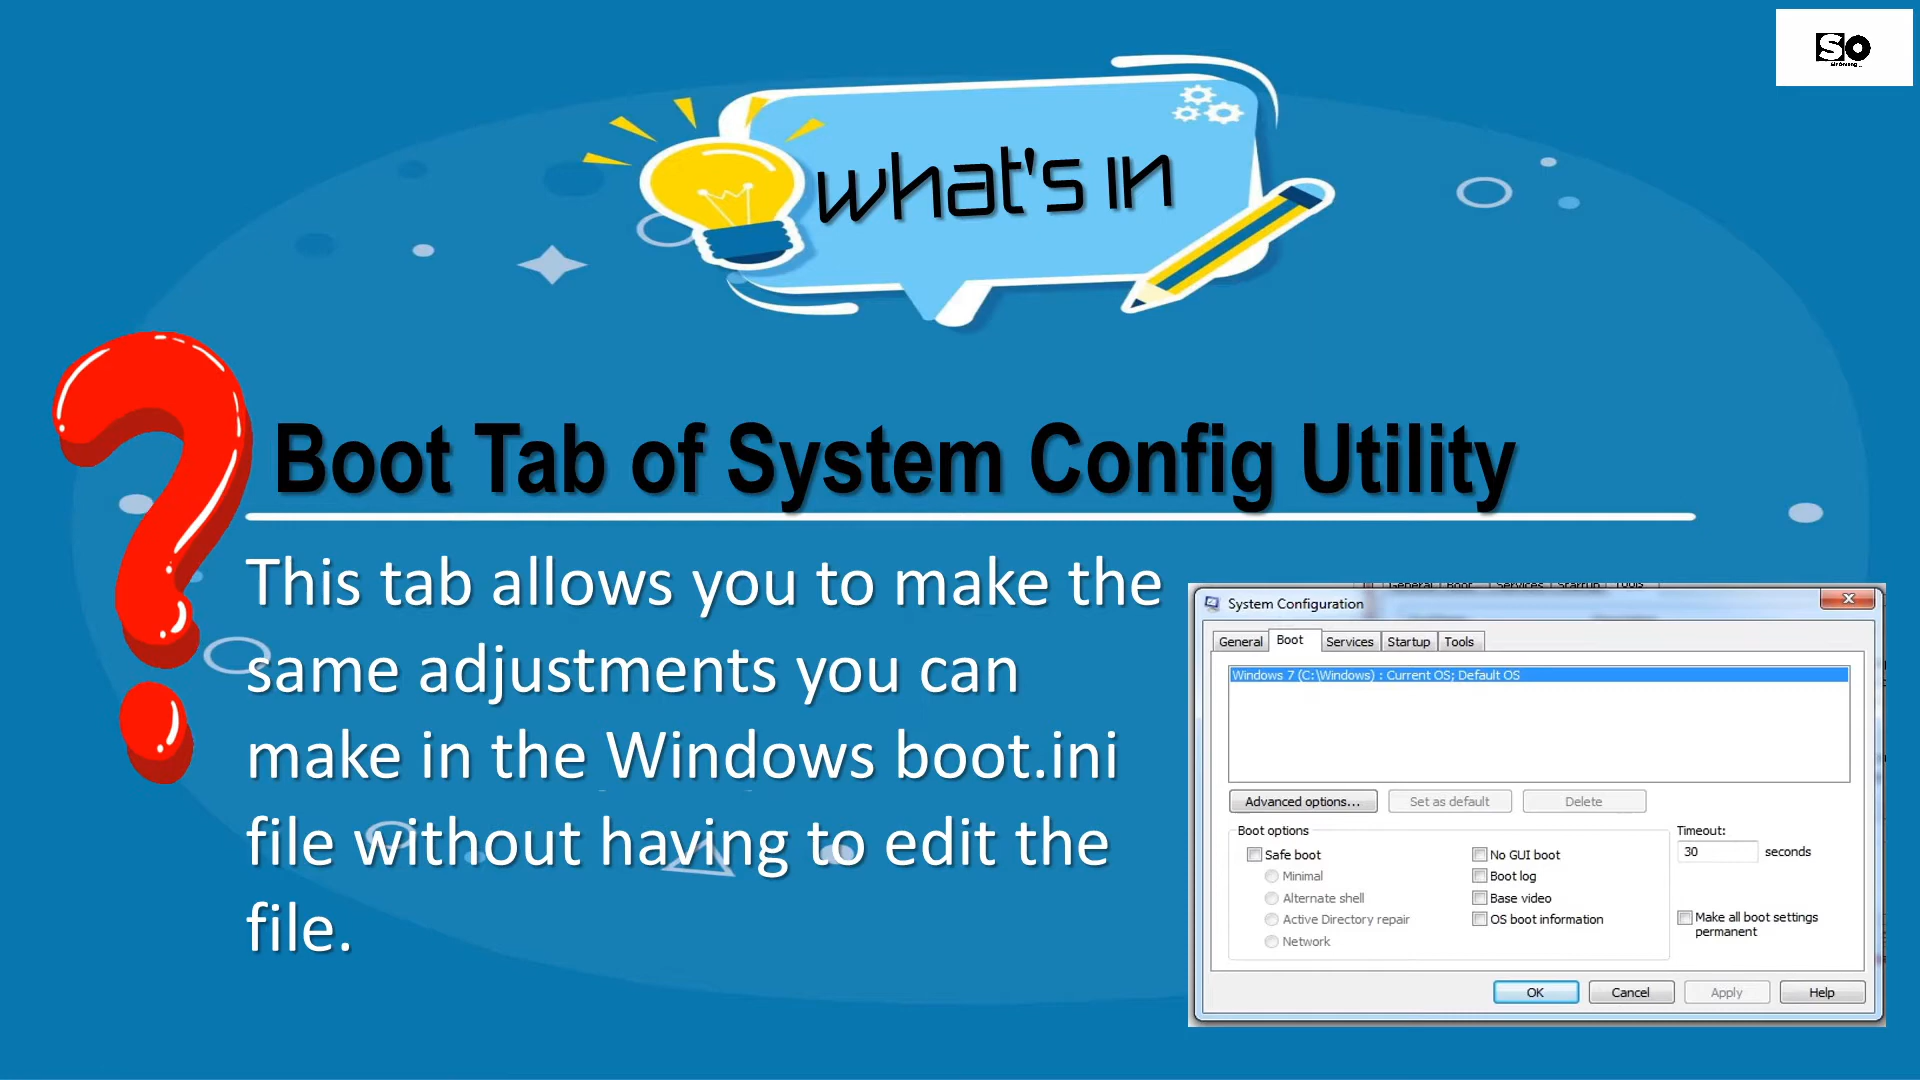 SO
what's in
Boot Tab of System Config Utility
This tab allows you to make the
same adjustments you can
make in the Windows boot.ini
file without having to edit the
file.
System Configuration
General Boot Services Startup Tools
Windows 7 (C:\Windows) : Current OS; Default OS
Advanced options... Set as default Delete
Boot options
Timeout:
Safe boot No GUI boot 30 seconds
Minimal Boot log
Alternate shell Base video
Active Directory repair OS boot information
Make all boot settings
permanent
Network
OK Cancel Apply Help